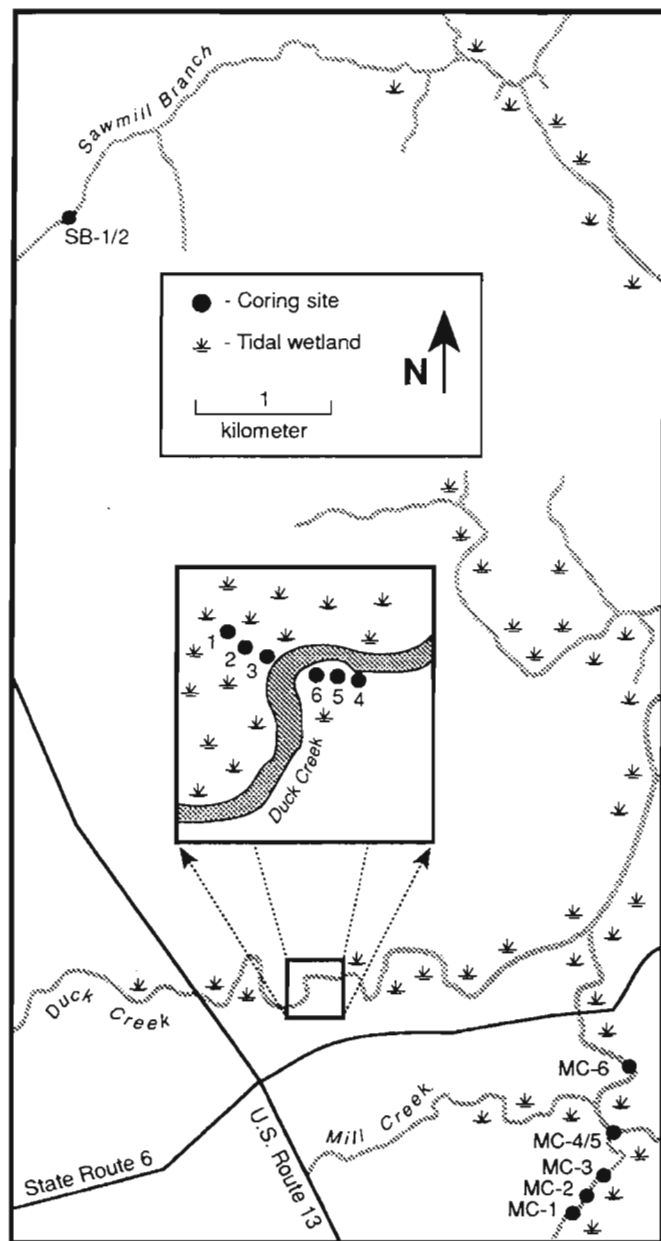 Sawmill Branch
SB-1/2
- Coring site
- Tidal wetland
N
1
kilometer
1
2
3
6
5
4
Duck Creek
Duck Creek
MC-6
Mill Creek
MC-4/5
MC-3
MC-2
MC-1
State Route 6
U.S. Route 13